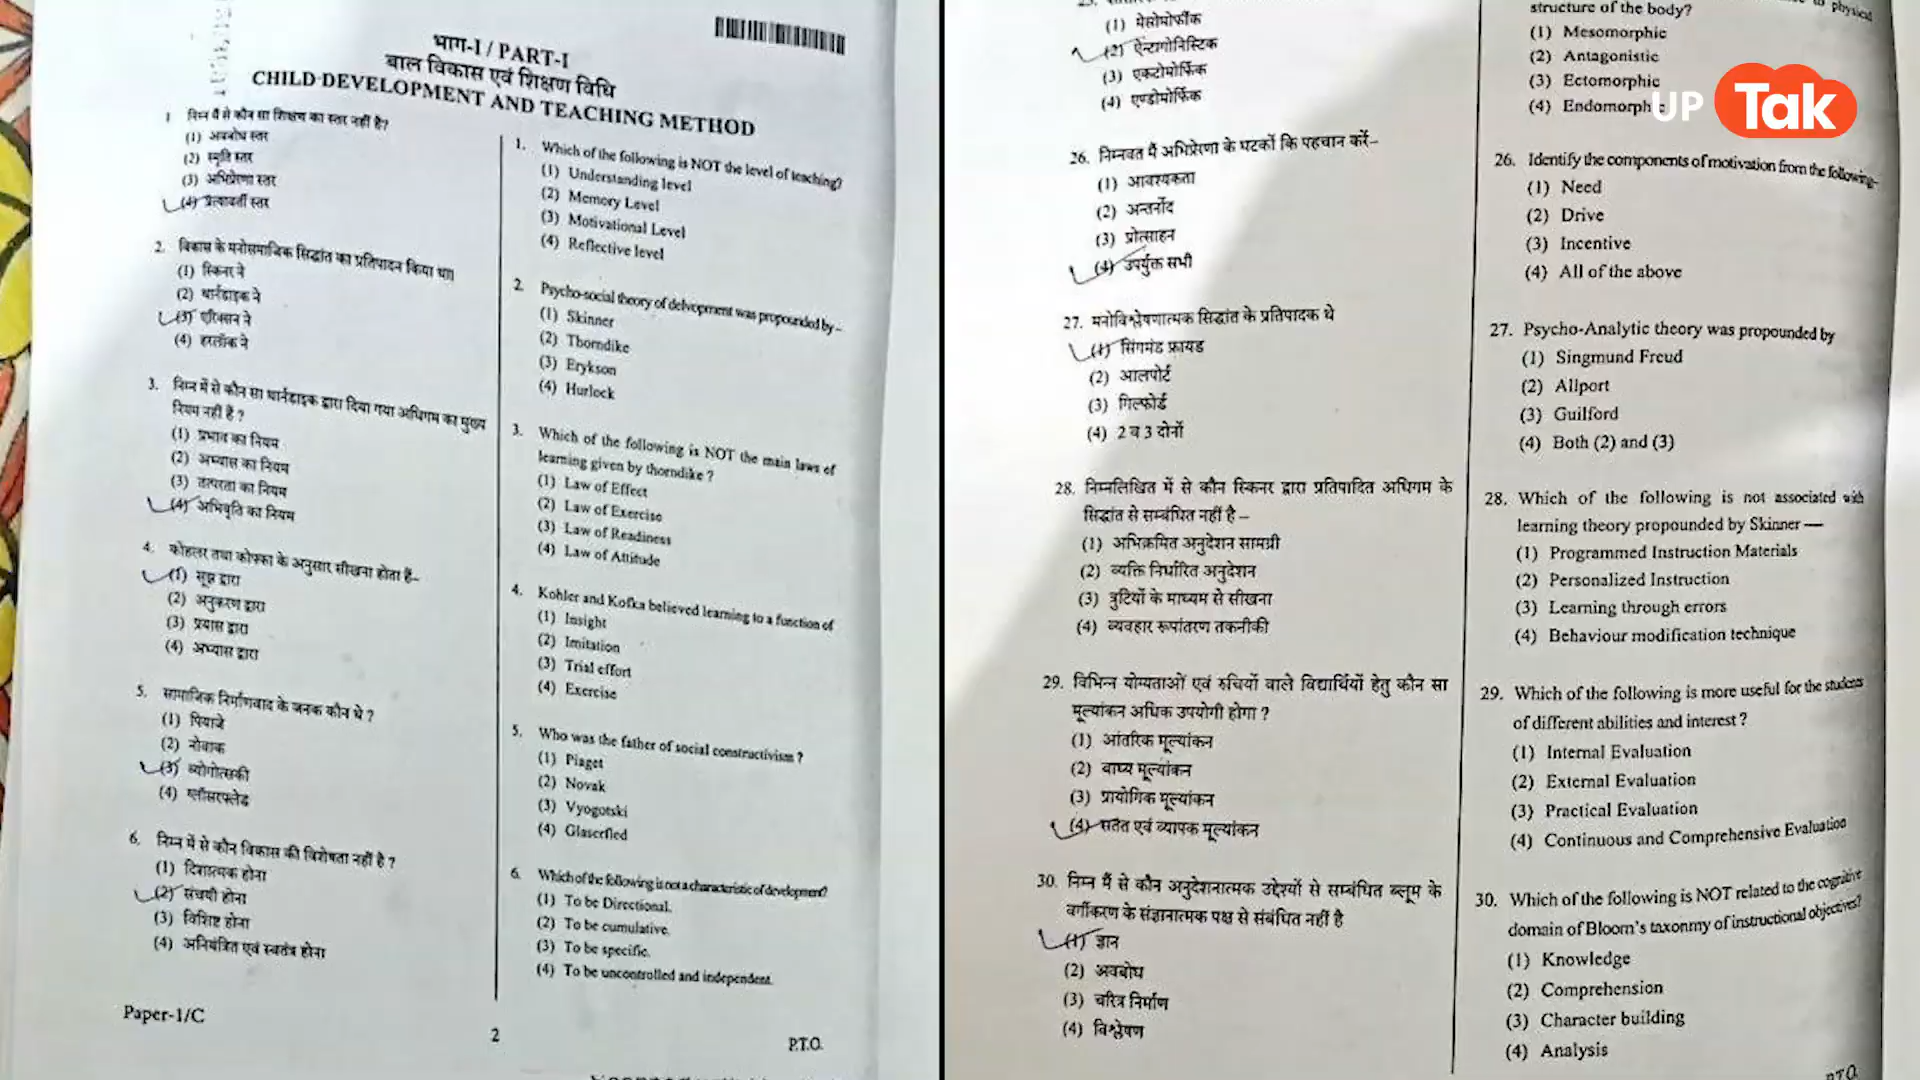 भाग-I / PART-I
बाल विकास एवं शिक्षण विधि
CHILD DEVELOPMENT AND TEACHING METHOD
1 निम्न में से कौन सा शिक्षण का स्तर नहीं है?
(1) अवबोध स्तर
(2) स्मृति स्तर
(3) अभिप्रेरणा स्तर
(4) प्रत्यावर्ती स्तर
2. विकास के मनोसमाजिक सिद्धांत का प्रतिपादन किया था
(1) स्किनर ने
(2) थार्नडाइक ने
(3) एरिक्सन ने
(4) हरलॉक ने
3. निम्न में से कौन सा थार्नडाइक द्वारा दिया गया अधिगम का मुख्य
नियम नहीं है ?
(1) प्रभाव का नियम
(2) अभ्यास का नियम
(3) तत्परता का नियम
(4) अभिवृति का नियम
4. कोहलर तथा कोफ्का के अनुसार सीखना होता है–
(1) सूझ द्वारा
(2) अनुकरण द्वारा
(3) प्रयास द्वारा
(4) अभ्यास द्वारा
5. सामाजिक निर्माणवाद के जनक कौन थे ?
(1) पियाजे
(2) नोवाक
(3) व्योगोत्सकी
(4) ग्लॉसरफ्लेड
6. निम्न में से कौन विकास की विशेषता नहीं है ?
(1) दिशात्मक होना
(2) संचयी होना
(3) विशिष्ट होना
(4) अनियंत्रित एवं स्वतंत्र होना
Paper-1/C
1. Which of the following is NOT the level of teaching?
(1) Understanding level
(2) Memory Level
(3) Motivational Level
(4) Reflective level
2. Psycho-social theory of delvopment was propounded by –
(1) Skinner
(2) Thorndike
(3) Erykson
(4) Hurlock
3. Which of the following is NOT the main laws of
learning given by thorndike ?
(1) Law of Effect
(2) Law of Exercise
(3) Law of Readiness
(4) Law of Attitude
4. Kohler and Kofka believed learning to a function of
(1) Insight
(2) Imitation
(3) Trial effort
(4) Exercise
5. Who was the father of social constructivism ?
(1) Piaget
(2) Novak
(3) Vyogotski
(4) Glaserfled
6. Which of the following is not a characteristic of development?
(1) To be Directional.
(2) To be cumulative.
(3) To be specific.
(4) To be uncontrolled and independent.
2
P.T.O.
(1) मेसोमोर्फीक
(2) ऐन्टागोनिस्टिक
(3) एक्टोमोर्फिक
(4) एण्डोमोर्फिक
26. निम्नवत मैं अभिप्रेरणा के घटकों कि पहचान करें–
(1) आवश्यकता
(2) अन्तर्नोद
(3) प्रोत्साहन
(4) उपर्युक्त सभी
27. मनोविश्लेषणात्मक सिद्धांत के प्रतिपादक थे
(1) सिंगमंड फ्रायड
(2) आलपोर्ट
(3) गिल्फोर्ड
(4) 2 व 3 दोनों
28. निम्नलिखित में से कौन स्किनर द्वारा प्रतिपादित अधिगम के
सिद्धांत से सम्बंधित नहीं है –
(1) अभिक्रमित अनुदेशन सामग्री
(2) व्यक्ति निर्धारित अनुदेशन
(3) त्रुटियों के माध्यम से सीखना
(4) व्यवहार रूपांतरण तकनीकी
29. विभिन्न योग्यताओं एवं रुचियों वाले विद्यार्थियों हेतु कौन सा
मूल्यांकन अधिक उपयोगी होगा ?
(1) आंतरिक मूल्यांकन
(2) वाघ्य मूल्यांकन
(3) प्रायोगिक मूल्यांकन
(4) सतत एवं व्यापक मूल्यांकन
30. निम्न मैं से कौन अनुदेशनात्मक उद्देश्यों से सम्बंधित ब्लूम के
वर्गीकरण के संज्ञानात्मक पक्ष से संबंधित नहीं है
(1) ज्ञान
(2) अवबोध
(3) चरित्र निर्माण
(4) विश्लेषण
to physical
structure of the body?
(1) Mesomorphic
(2) Antagonistic
(3) Ectomorphic
(4) Endomorphic
UP Tak
26. Identify the components of motivation from the following–
(1) Need
(2) Drive
(3) Incentive
(4) All of the above
27. Psycho-Analytic theory was propounded by
(1) Singmund Freud
(2) Allport
(3) Guilford
(4) Both (2) and (3)
28. Which of the following is not associated with
learning theory propounded by Skinner —
(1) Programmed Instruction Materials
(2) Personalized Instruction
(3) Learning through errors
(4) Behaviour modification technique
29. Which of the following is more useful for the students
of different abilities and interest ?
(1) Internal Evaluation
(2) External Evaluation
(3) Practical Evaluation
(4) Continuous and Comprehensive Evaluation
30. Which of the following is NOT related to the cognitive
domain of Bloom's taxonmy of instructional objectives?
(1) Knowledge
(2) Comprehension
(3) Character building
(4) Analysis
P.T.O.